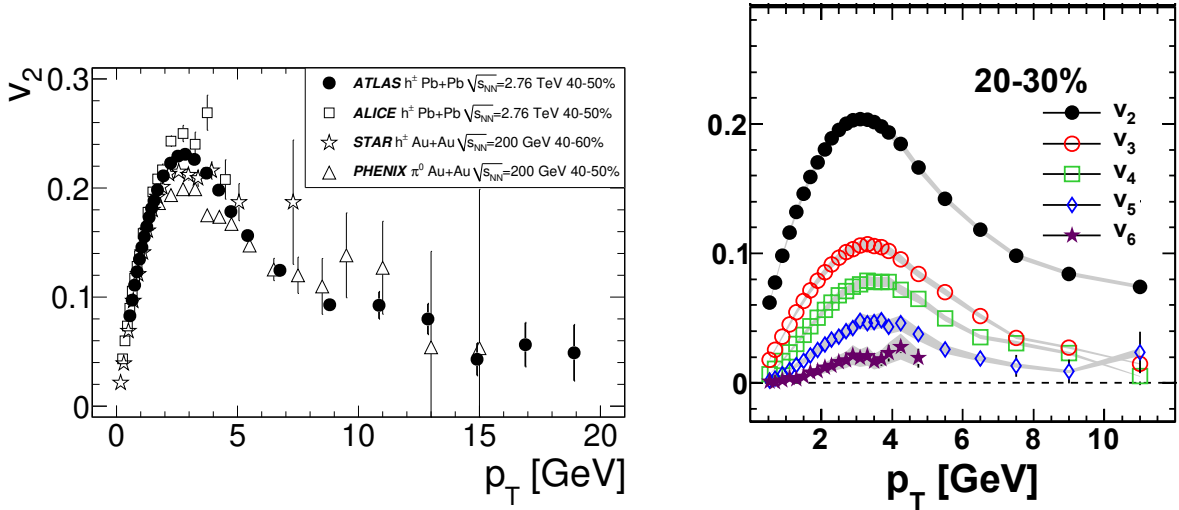 v2
0.3
0.2
0.1
0
ATLAS h± Pb+Pb √sNN=2.76 TeV 40-50%
ALICE h± Pb+Pb √sNN=2.76 TeV 40-50%
STAR h± Au+Au √sNN=200 GeV 40-60%
PHENIX π0 Au+Au √sNN=200 GeV 40-50%
0 5 10 15 20
pT [GeV]
20-30%
v2
v3
v4
v5
v6
0.2
0.1
0
2 4 6 8 10
pT [GeV]